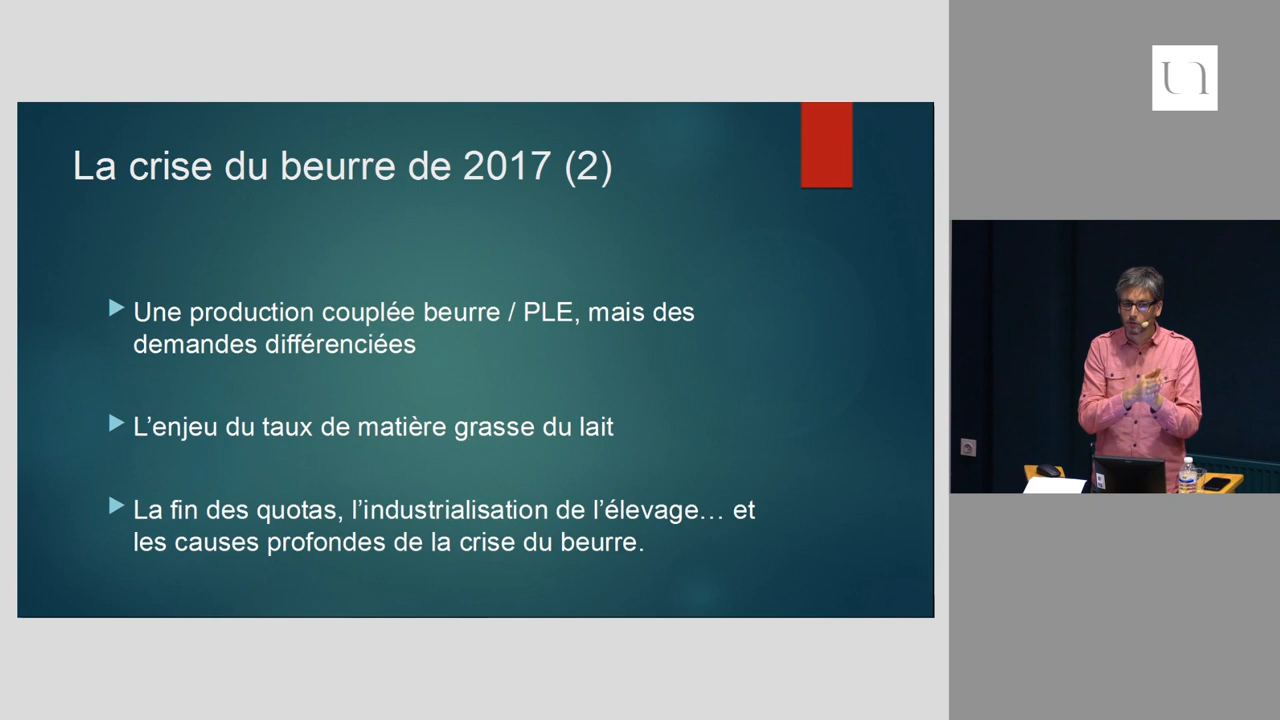 La crise du beurre de 2017 (2)
Une production couplée beurre / PLE, mais des
demandes différenciées
L’enjeu du taux de matière grasse du lait
La fin des quotas, l’industrialisation de l’élevage… et
les causes profondes de la crise du beurre.